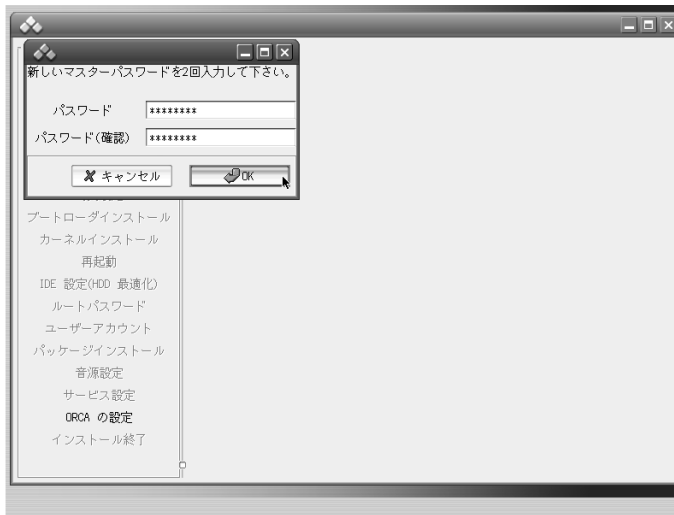 新しいマスターパスワードを2回入力して下さい。
パスワード ********
パスワード(確認) ********
キャンセル OK
ブートローダインストール
カーネルインストール
再起動
IDE 設定(HDD 最適化)
ルートパスワード
ユーザーアカウント
パッケージインストール
音源設定
サービス設定
ORCA の設定
インストール終了